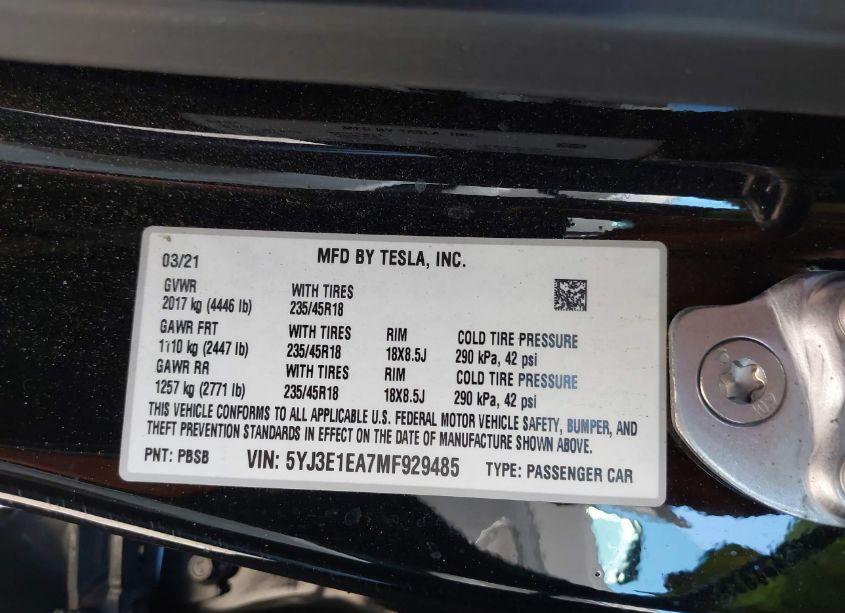 MFD BY TESLA, INC.
03/21 MFD BY TESLA, INC.
GVWR WITH TIRES
2017 kg (4446 lb) 235/45R18
GAWR FRT WITH TIRES RIM COLD TIRE PRESSURE
1110 kg (2447 lb) 235/45R18 18X8.5J 290 kPa, 42 psi
GAWR RR WITH TIRES RIM COLD TIRE PRESSURE
1257 kg (2771 lb) 235/45R18 18X8.5J 290 kPa, 42 psi
THIS VEHICLE CONFORMS TO ALL APPLICABLE U.S. FEDERAL MOTOR VEHICLE SAFETY, BUMPER, AND
THEFT PREVENTION STANDARDS IN EFFECT ON THE DATE OF MANUFACTURE SHOWN ABOVE.
PNT: PBSB VIN: 5YJ3E1EA7MF929485 TYPE: PASSENGER CAR